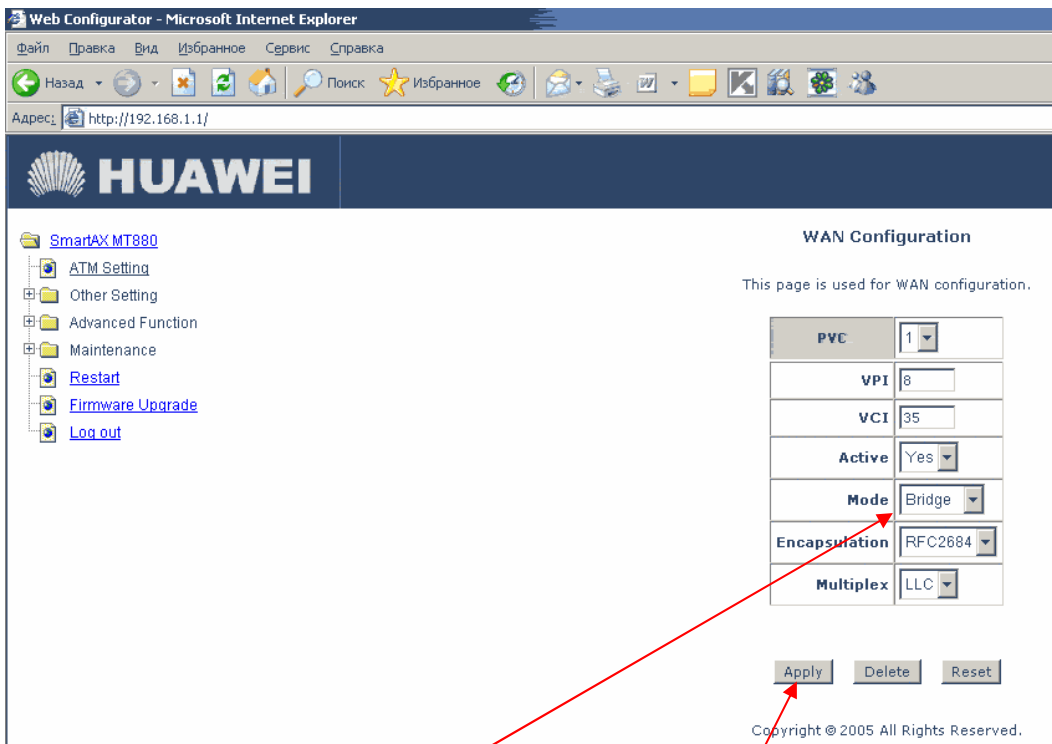 Web Configurator - Microsoft Internet Explorer
Файл Правка Вид Избранное Сервис Справка
Назад Поиск Избранное
Адрес: http://192.168.1.1/
HUAWEI
SmartAX MT880
ATM Setting
Other Setting
Advanced Function
Maintenance
Restart
Firmware Upgrade
Log out
WAN Configuration
This page is used for WAN configuration.
PVC 1
VPI 8
VCI 35
Active Yes
Mode Bridge
Encapsulation RFC2684
Multiplex LLC
Apply Delete Reset
Copyright © 2005 All Rights Reserved.